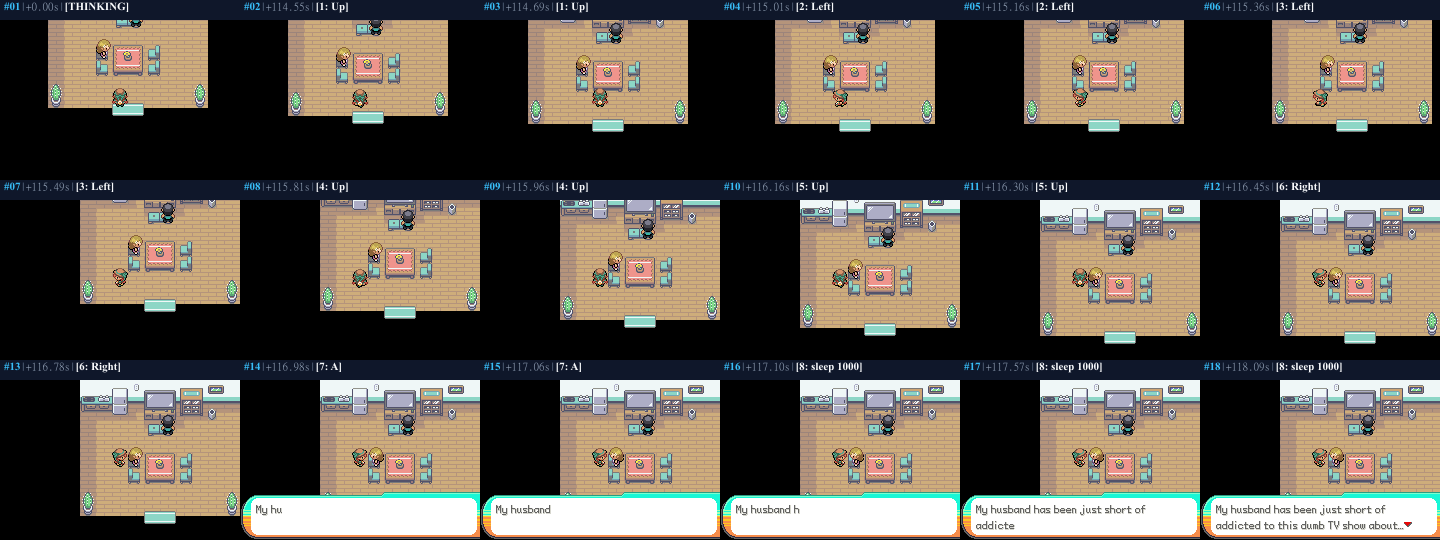 #01|+0.00s|[THINKING]
#02|+114.55s|[1: Up]
#03|+114.69s|[1: Up]
#04|+115.01s|[2: Left]
#05|+115.16s|[2: Left]
#06|+115.36s|[3: Left]
#07|+115.49s|[3: Left]
#08|+115.81s|[4: Up]
#09|+115.96s|[4: Up]
#10|+116.16s|[5: Up]
#11|+116.30s|[5: Up]
#12|+116.45s|[6: Right]
#13|+116.78s|[6: Right]
#14|+116.98s|[7: A]
#15|+117.06s|[7: A]
#16|+117.10s|[8: sleep 1000]
#17|+117.57s|[8: sleep 1000]
#18|+118.09s|[8: sleep 1000]
My hu
My husband
My husband h
My husband has been just short of
addicte
My husband has been just short of
addicted to this dumb TV show about...